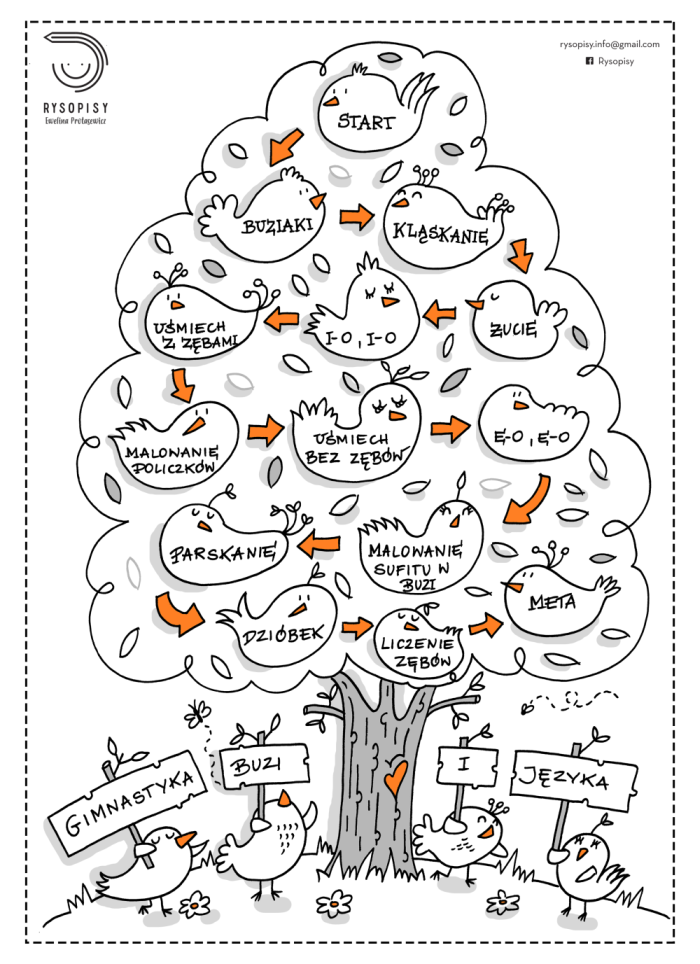 RYSOPISY
Ewelina Protasewicz
rysopisy.info@gmail.com
Rysopisy
START
BUZIAKI
KLĄSKANIE
ŻUCIE
I-O, I-O
UŚMIECH
Z ZĘBAMI
MALOWANIE
POLICZKÓW
UŚMIECH
BEZ ZĘBÓW
E-O, E-O
MALOWANIE
SUFITU W
BUZI
PARSKANIE
DZIÓBEK
LICZENIE
ZĘBÓW
META
GIMNASTYKA
BUZI
I
JĘZYKA